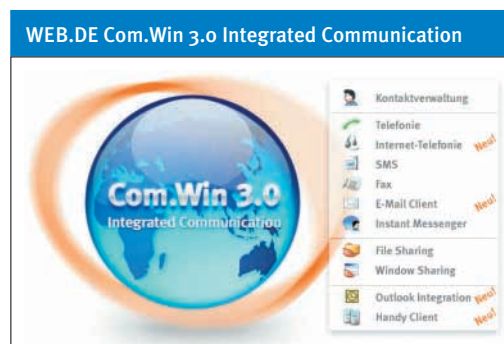 WEB.DE Com.Win 3.0 Integrated Communication
Com.Win 3.0
Integrated Communication
Kontaktverwaltung
Telefonie
Internet-Telefonie Neu!
SMS
Fax
E-Mail Client Neu!
Instant Messenger
File Sharing
Window Sharing
Outlook Integration Neu!
Handy Client Neu!